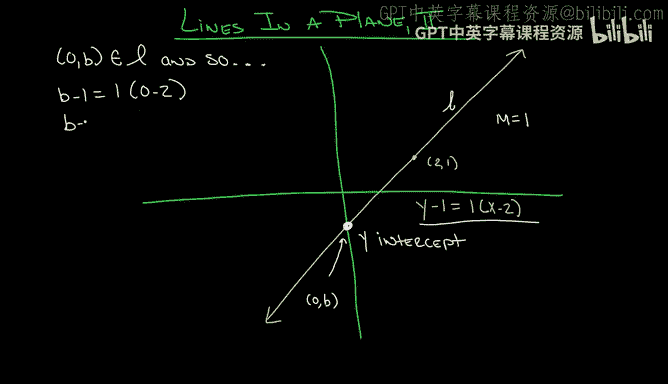 LINES IN A PLANE, II
GPT中英字幕课程资源@bilibili.com
GPT中英字幕课程资源 bilibili
(0,b) ∈ l AND SO...
b-1 = 1(0-2)
b-
l
M=1
(2,1)
Y-1=1(X-2)
Y INTERCEPT
(0,b)